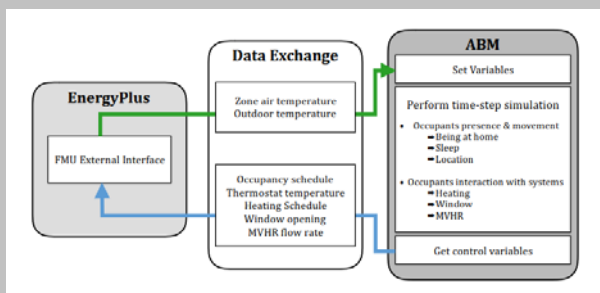 EnergyPlus
FMU External Interface
Data Exchange
Zone air temperature
Outdoor temperature
Occupancy schedule
Thermostat temperature
Heating Schedule
Window opening
MVHR flow rate
ABM
Set Variables
Perform time-step simulation
• Occupants presence & movement
➡Being at home
➡Sleep
➡Location
• Occupants interaction with systems
➡Heating
➡Window
➡MVHR
Get control variables